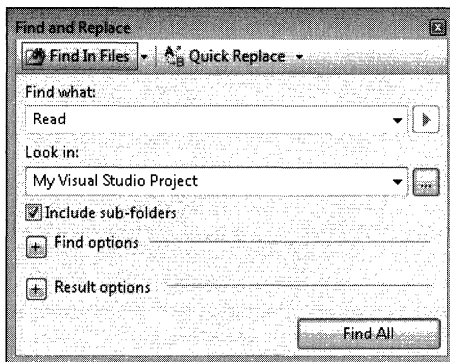 Find and Replace
Find In Files Quick Replace
Find what:
Read
Look in:
My Visual Studio Project
...
Include sub-folders
Find options
Result options
Find All